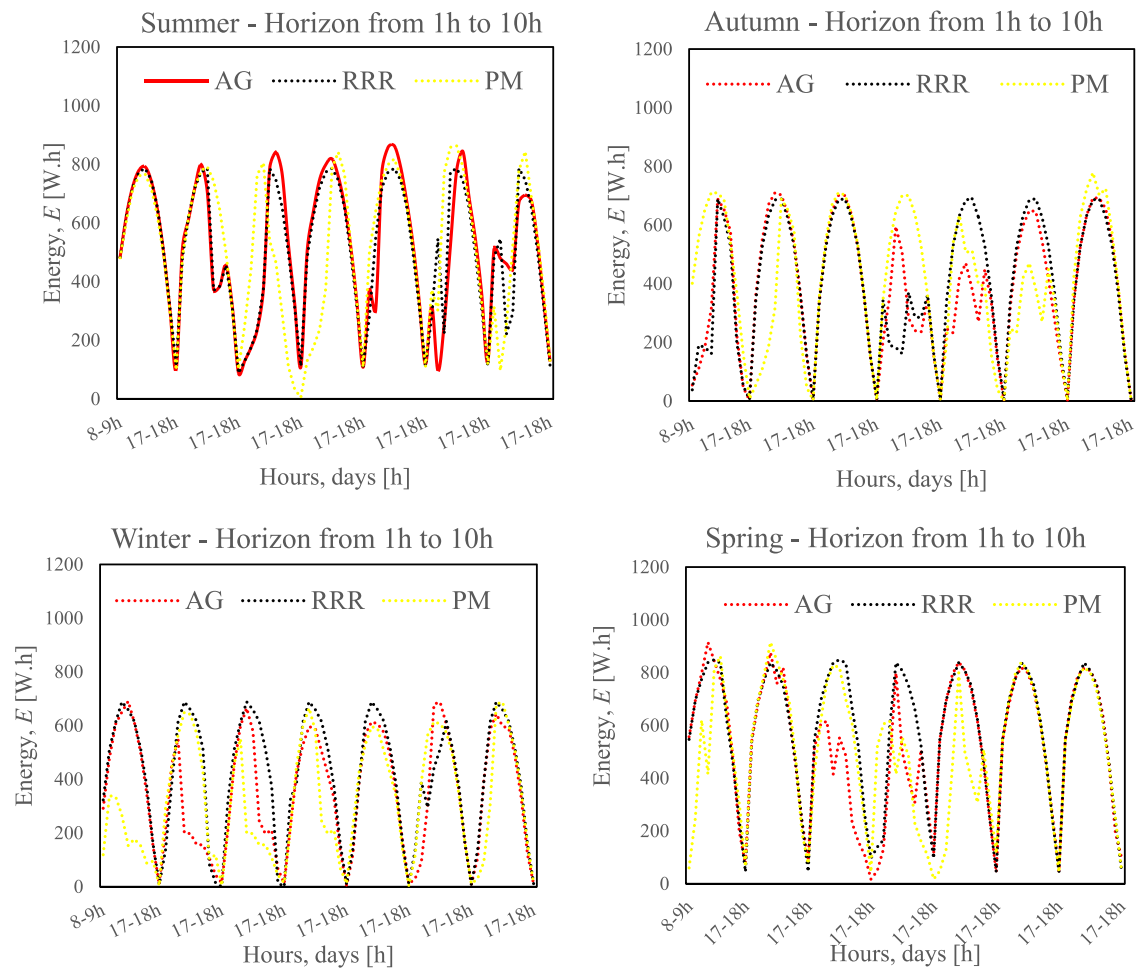 Summer - Horizon from 1h to 10h
1200
1000
800
600
400
200
0
Energy, E [W.h]
AG RRR PM
8-9h 17-18h 17-18h 17-18h 17-18h 17-18h 17-18h 17-18h
Hours, days [h]
Autumn - Horizon from 1h to 10h
1200
1000
800
600
400
200
0
Energy, E [W.h]
AG RRR PM
8-9h 17-18h 17-18h 17-18h 17-18h 17-18h 17-18h 17-18h
Hours, days [h]
Winter - Horizon from 1h to 10h
1200
1000
800
600
400
200
0
Energy, E [W.h]
AG RRR PM
8-9h 17-18h 17-18h 17-18h 17-18h 17-18h 17-18h 17-18h
Hours, days [h]
Spring - Horizon from 1h to 10h
1200
1000
800
600
400
200
0
Energy, E [W.h]
AG RRR PM
8-9h 17-18h 17-18h 17-18h 17-18h 17-18h 17-18h 17-18h
Hours, days [h]